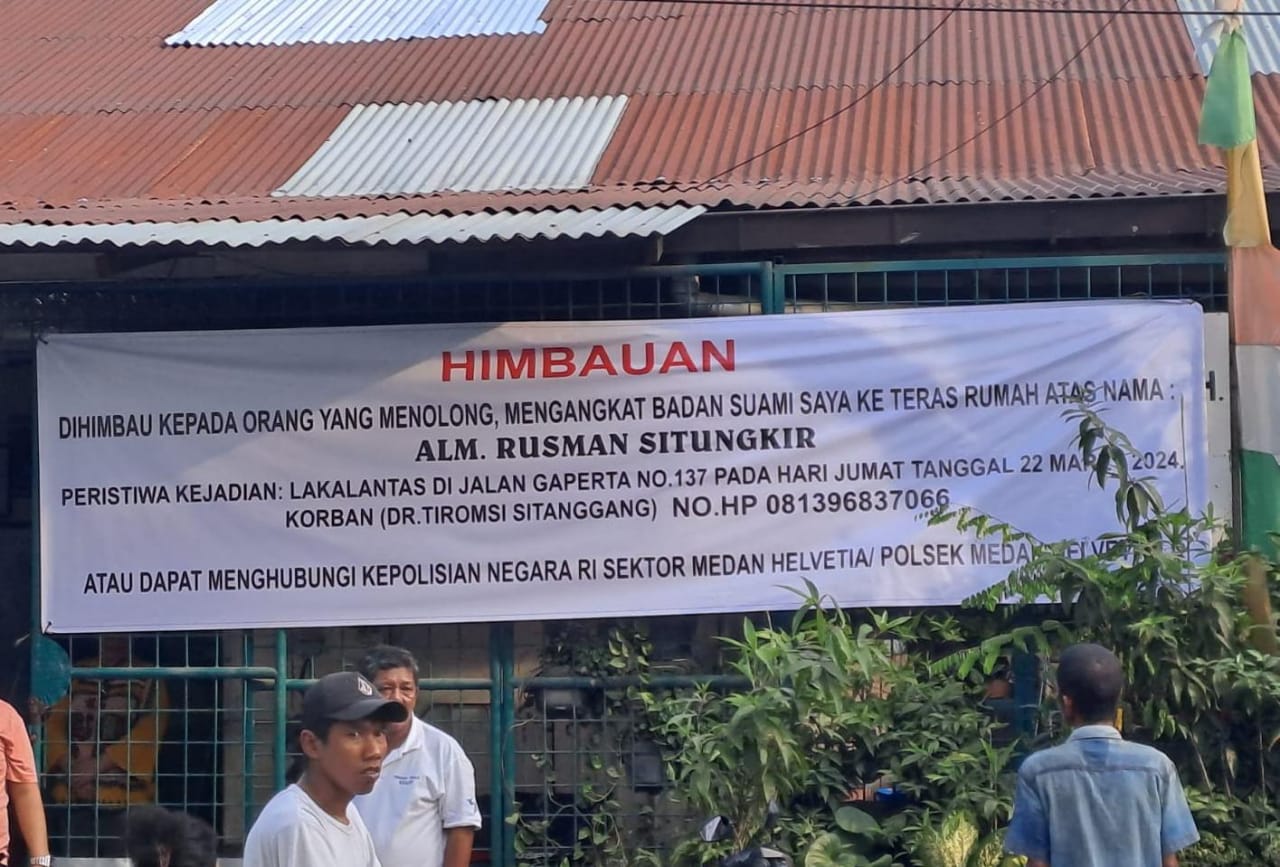 HIMBAUAN
DIHIMBAU KEPADA ORANG YANG MENOLONG, MENGANGKAT BADAN SUAMI SAYA KE TERAS RUMAH ATAS NAMA :
ALM. RUSMAN SITUNGKIR
PERISTIWA KEJADIAN: LAKALANTAS DI JALAN GAPERTA NO.137 PADA HARI JUMAT TANGGAL 22 2024.
KORBAN (DR.TIROMSI SITANGGANG) NO.HP 081396837066
ATAU DAPAT MENGHUBUNGI KEPOLISIAN NEGARA RI SEKTOR MEDAN HELVETIA/ POLSEK